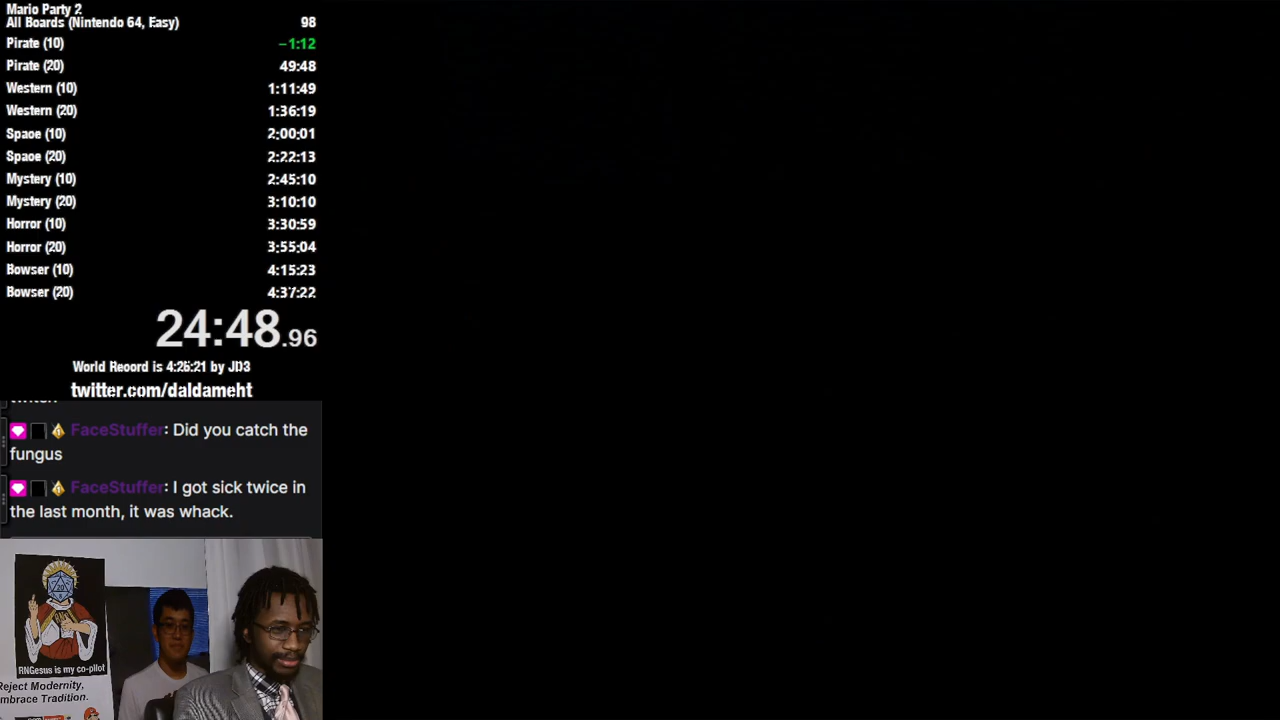 Mario Party 2
All Boards (Nintendo 64, Easy) 98
Pirate (10) −1:12
Pirate (20) 49:48
Western (10) 1:11:49
Western (20) 1:36:19
Spaoe (10) 2:00:01
Spaoe (20) 2:22:13
Mystery (10) 2:45:10
Mystery (20) 3:10:10
Horror (10) 3:30:59
Horror (20) 3:55:04
Bowser (10) 4:15:23
Bowser (20) 4:37:22
24:48.96
World Reoord is 4:26:21 by JD3
twitter.com/daldameht
FaceStuffer: Did you catch the
fungus
FaceStuffer: I got sick twice in
the last month, it was whack.
RNGesus is my co-pilot
Reject Modernity,
Embrace Tradition.